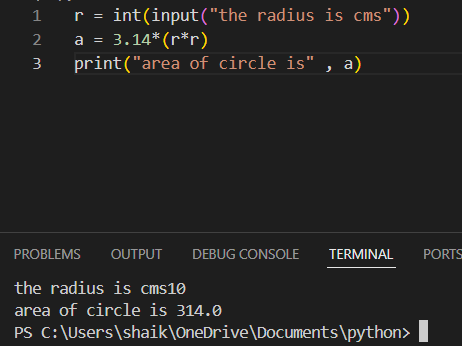 1 r = int(input("the radius is cms"))
2 a = 3.14*(r*r)
3 print("area of circle is" , a)
PROBLEMS OUTPUT DEBUG CONSOLE TERMINAL PORTS
the radius is cms10
area of circle is 314.0
PS C:\Users\shaik\OneDrive\Documents\python>